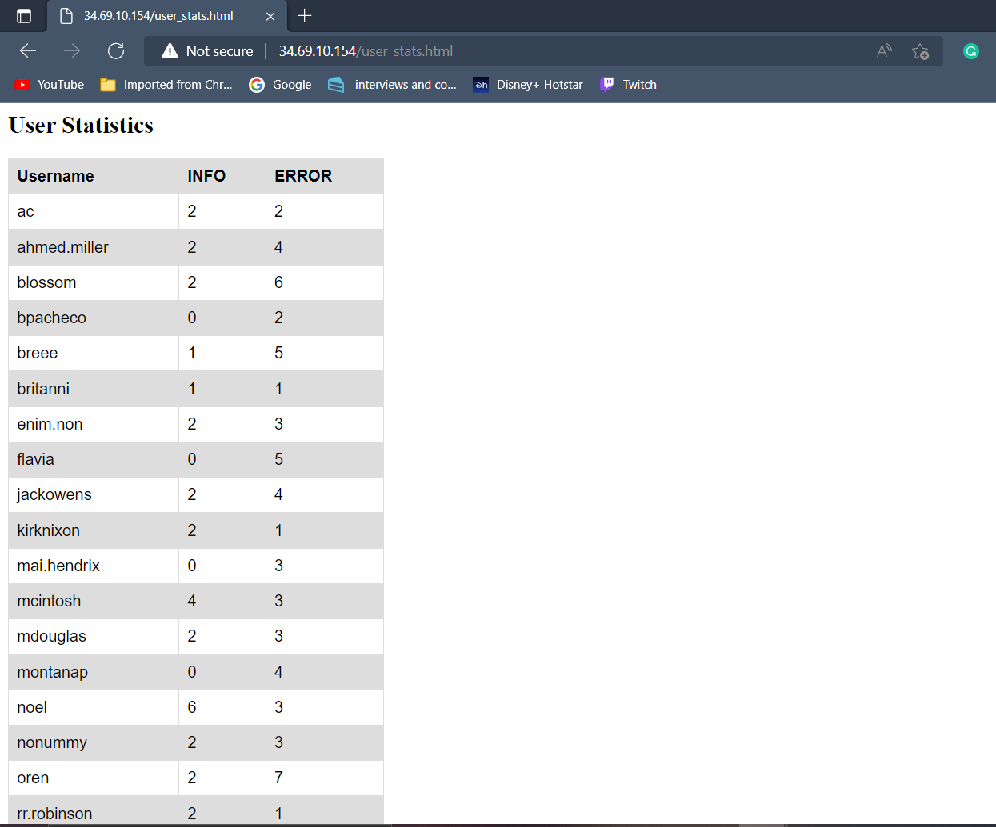 34.69.10.154/user_stats.html
Not secure 34.69.10.154/user_stats.html
YouTube Imported from Chr... Google interviews and co... Disney+ Hotstar Twitch
User Statistics
Username INFO ERROR
ac 2 2
ahmed.miller 2 4
blossom 2 6
bpacheco 0 2
breee 1 5
britanni 1 1
enim.non 2 3
flavia 0 5
jackowens 2 4
kirknixon 2 1
mai.hendrix 0 3
mcintosh 4 3
mdouglas 2 3
montanap 0 4
noel 6 3
nonummy 2 3
oren 2 7
rr.robinson 2 1